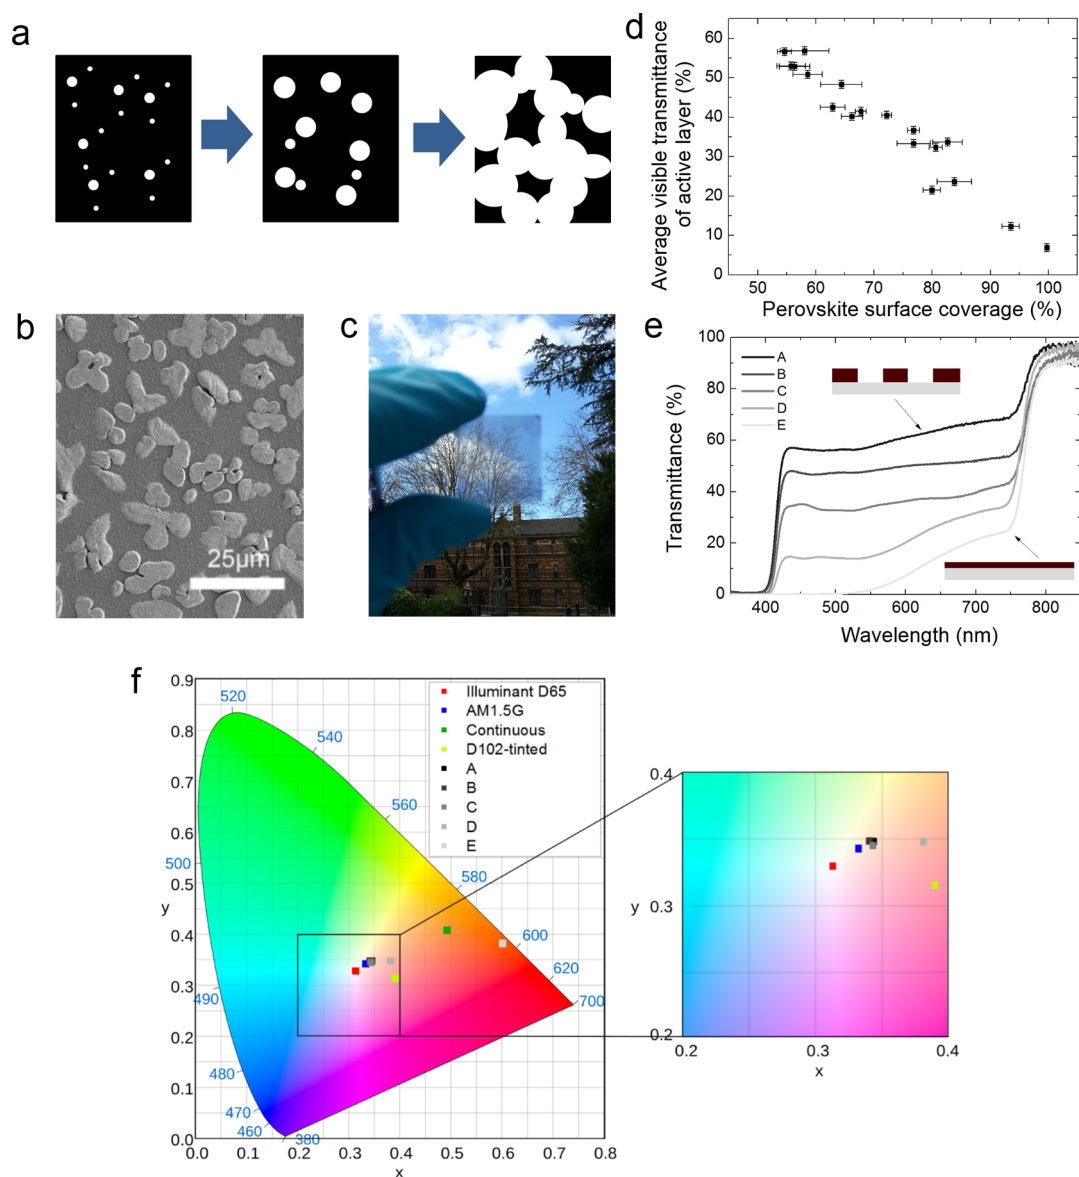 a
d
Average visible transmittance
of active layer (%)
60
50
40
30
20
10
0
50
60
70
80
90
100
Perovskite surface coverage (%)
b
25µm
c
e
Transmittance (%)
100
80
60
40
20
0
A
B
C
D
E
400
500
600
700
800
Wavelength (nm)
f
0.9
0.8
0.7
0.6
0.5
y
0.4
0.3
0.2
0.1
0.0
0.0
0.1
0.2
0.3
0.4
0.5
0.6
0.7
0.8
x
520
540
560
580
600
620
700
500
490
480
470
460
380
Illuminant D65
AM1.5G
Continuous
D102-tinted
A
B
C
D
E
0.4
0.3
y
0.2
0.2
0.3
0.4
x